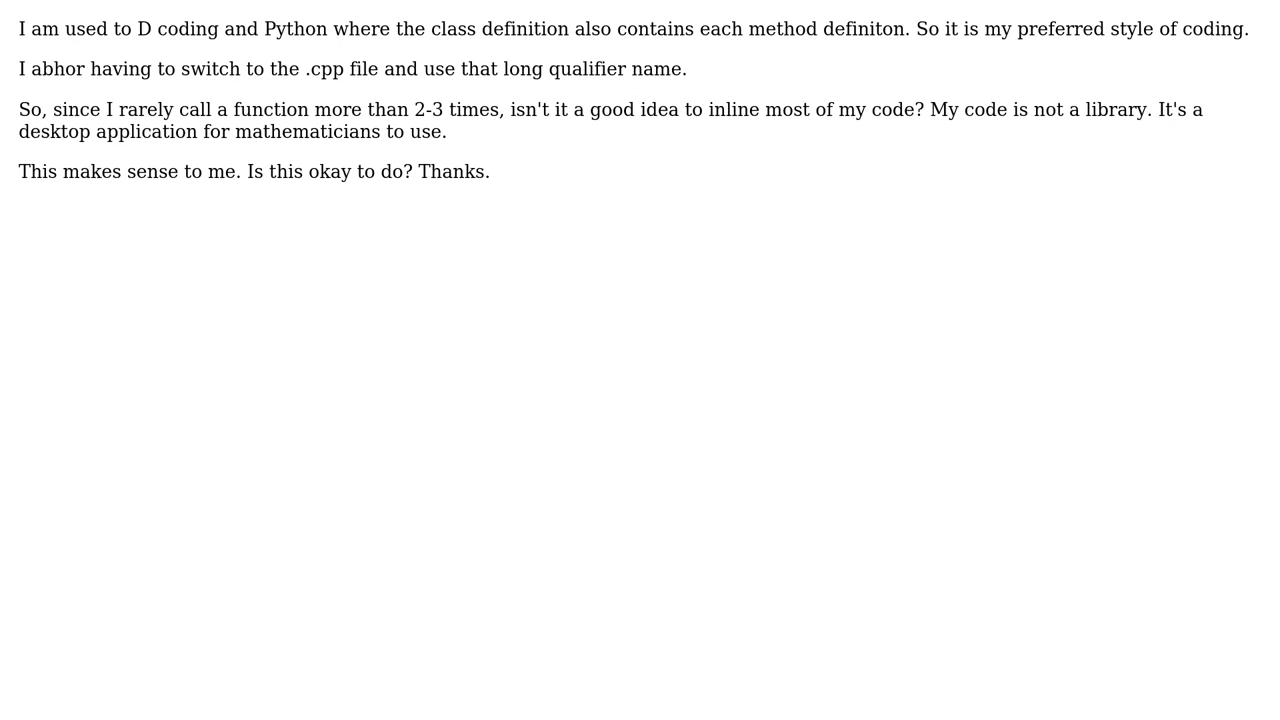 I am used to D coding and Python where the class definition also contains each method definiton. So it is my preferred style of coding.
I abhor having to switch to the .cpp file and use that long qualifier name.
So, since I rarely call a function more than 2-3 times, isn't it a good idea to inline most of my code? My code is not a library. It's a
desktop application for mathematicians to use.
This makes sense to me. Is this okay to do? Thanks.